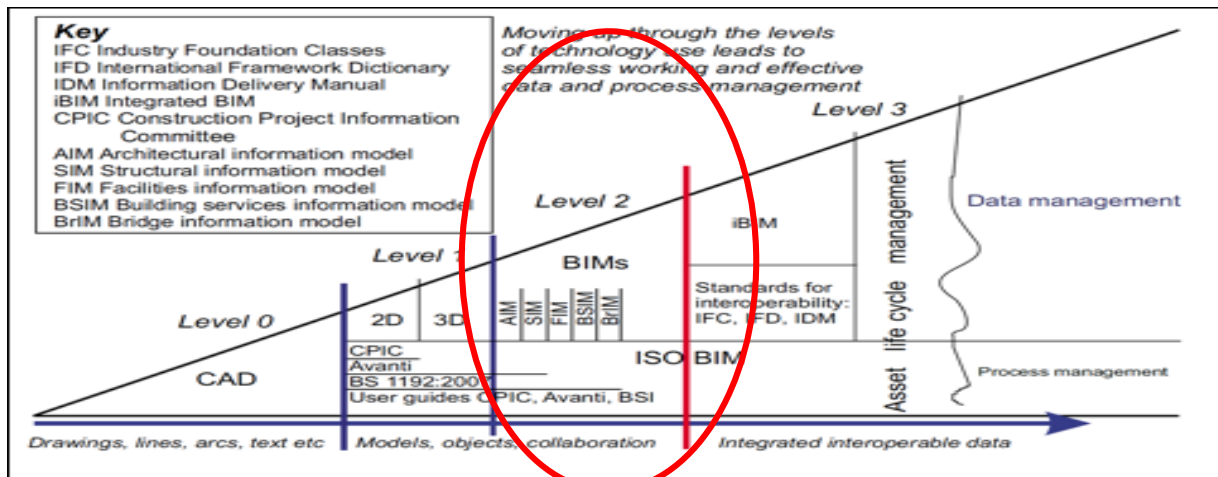 Key
IFC Industry Foundation Classes
IFD International Framework Dictionary
IDM Information Delivery Manual
iBIM Integrated BIM
CPIC Construction Project Information
Committee
AIM Architectural information model
SIM Structural information model
FIM Facilities information model
BSIM Building services information model
BrIM Bridge information model
Moving up through the levels
of technology use leads to
seamless working and effective
data and process management
Level 3
Level 2
Level 1
Level 0
iBIM
BIMs
Data management
Asset life cycle management
Standards for
interoperability:
IFC, IFD, IDM
2D
3D
AIM
SIM
FIM
BSIM
BrIM
CAD
CPIC
Avanti
BS 1192:2007
User guides CPIC, Avanti, BSI
ISO BIM
Process management
Drawings, lines, arcs, text etc
Models, objects, collaboration
Integrated interoperable data